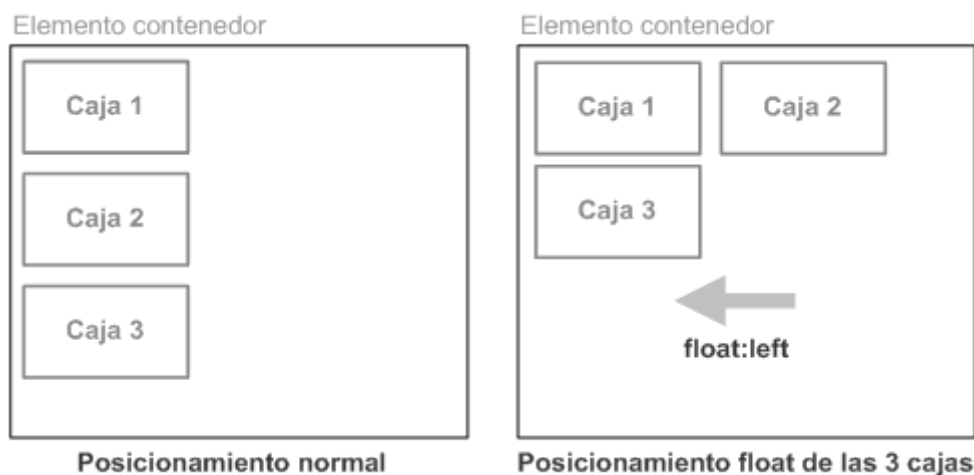 Elemento contenedor
Caja 1
Caja 2
Caja 3
Posicionamiento normal
Elemento contenedor
Caja 1 Caja 2
Caja 3
float:left
Posicionamiento float de las 3 cajas